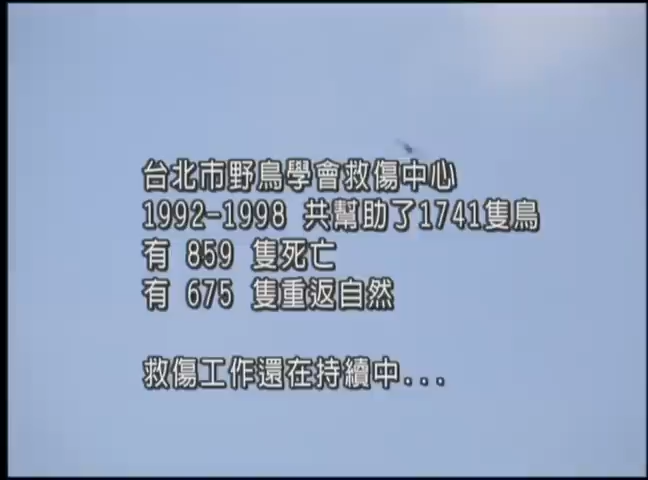 台北市野鳥學會救傷中心
1992-1998 共幫助了1741隻鳥
有 859 隻死亡
有 675 隻重返自然
救傷工作還在持續中...